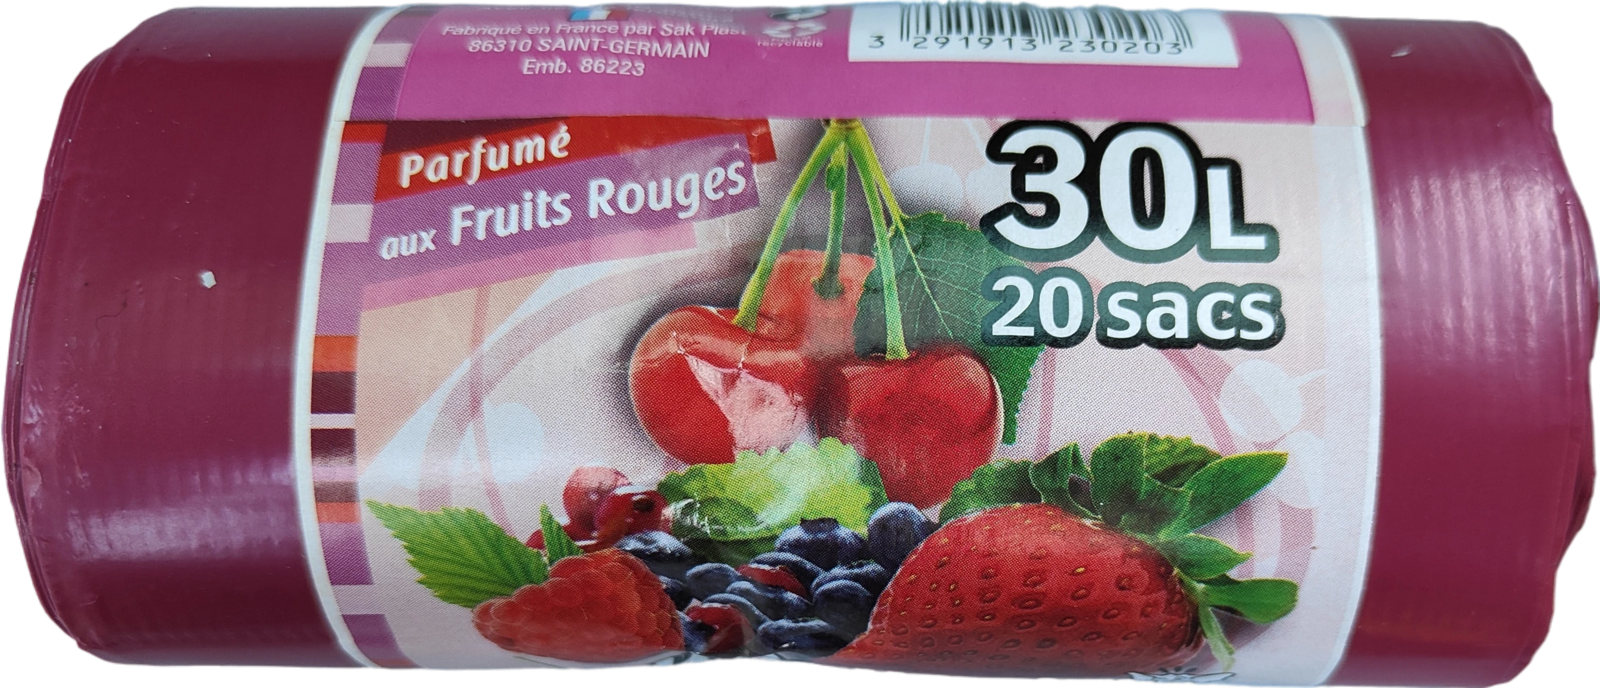 Fabriqué en France par Sak Plast
86310 SAINT-GERMAIN
Emb. 86223
recyclable
3 291913 230203
Parfumé
aux Fruits Rouges
30L
20 sacs